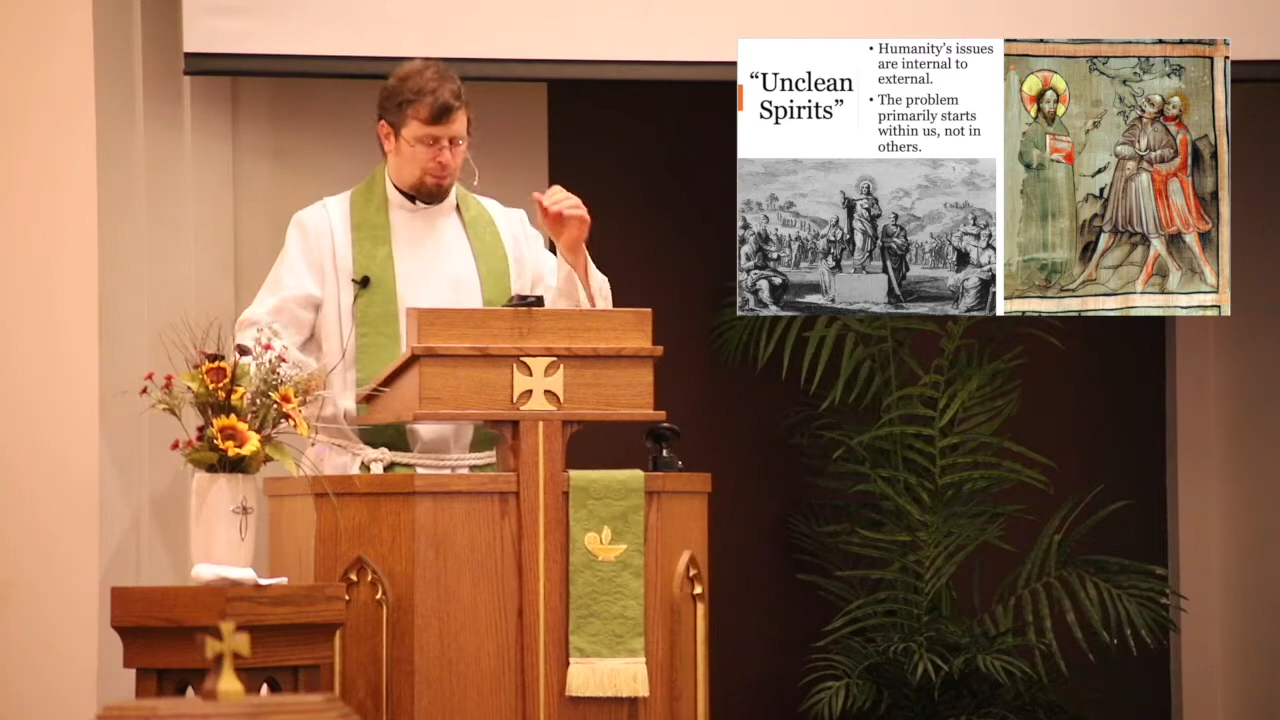 “Unclean
Spirits”
• Humanity’s issues
are internal to
external.
• The problem
primarily starts
within us, not in
others.